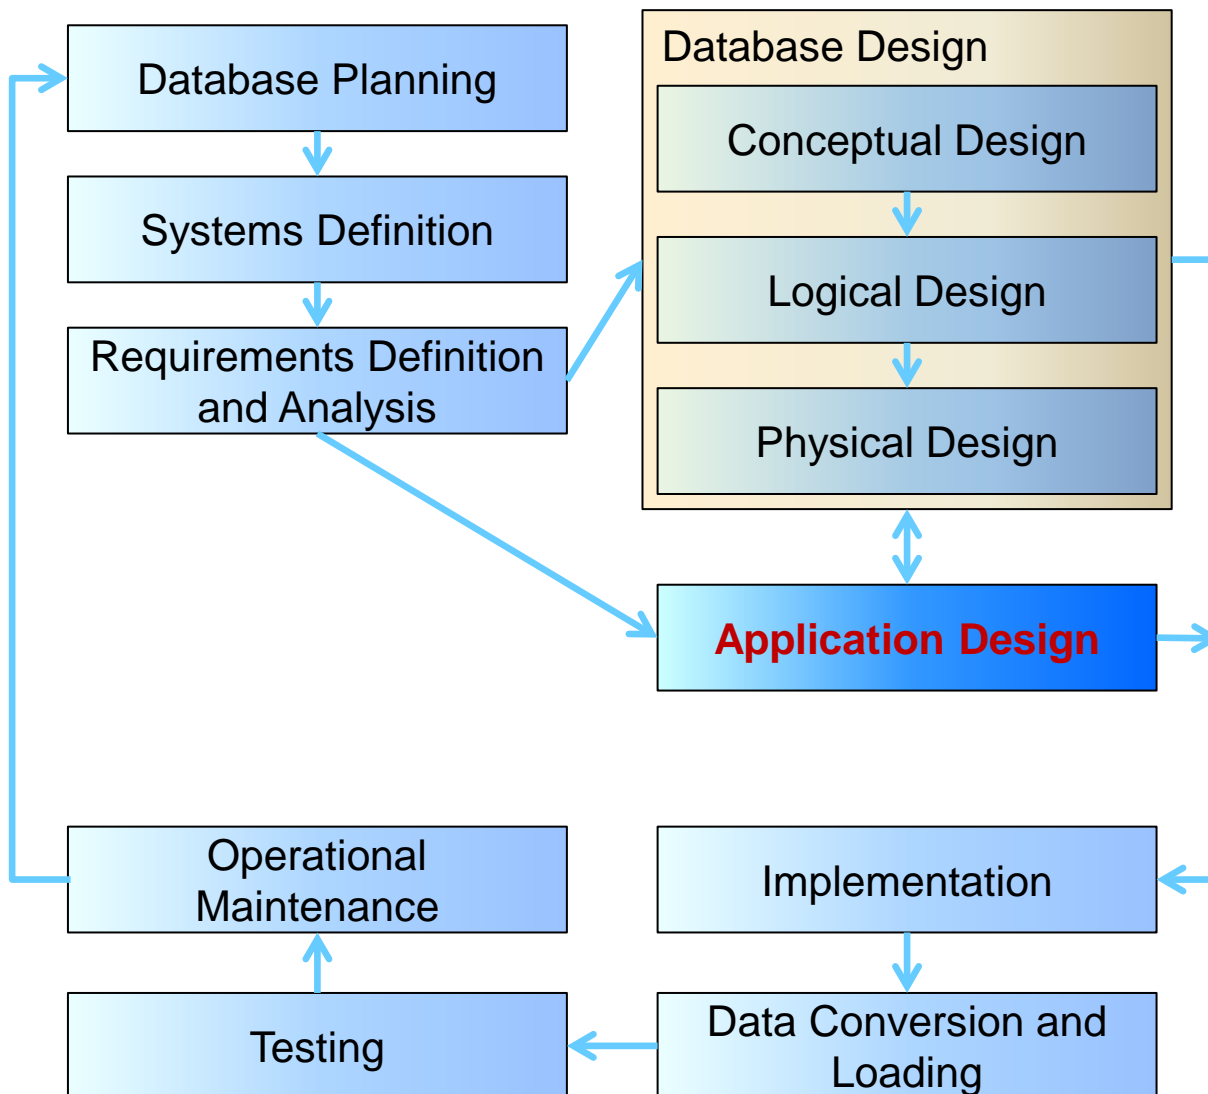 Database Planning
Systems Definition
Requirements Definition
and Analysis
Database Design
Conceptual Design
Logical Design
Physical Design
Application Design
Operational
Maintenance
Implementation
Testing
Data Conversion and
Loading